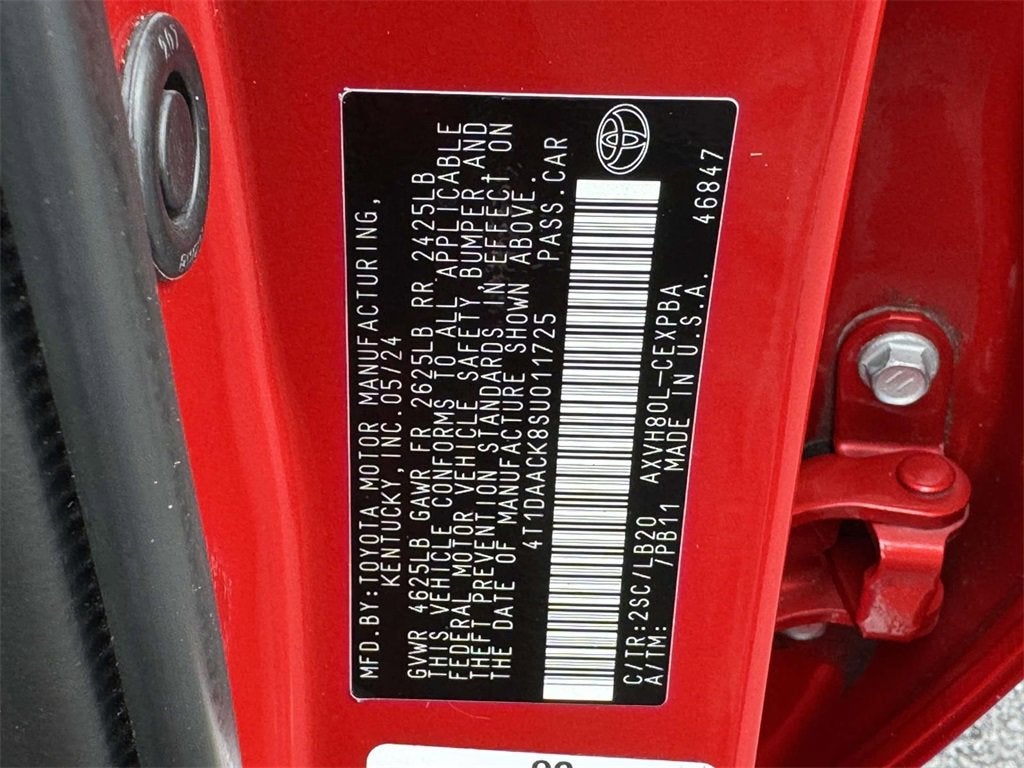 MFD.BY:TOYOTA MOTOR MANUFACTURING,
KENTUCKY,INC.05/24
GVWR 4625LB GAWR FR 2625LB RR 2425LB
THIS VEHICLE CONFORMS TO ALL APPLICABLE
FEDERAL MOTOR VEHICLE SAFETY, BUMPER,AND
THEFT PREVENTION STANDARDS IN EFFECT ON
THE DATE OF MANUFACTURE SHOWN ABOVE.
4T1DAACK8SU011725 PASS.CAR
C/TR:2SC/LB20 AXVH80L-CEXPBA 46847
A/TM: /PB11 MADE IN U.S.A.